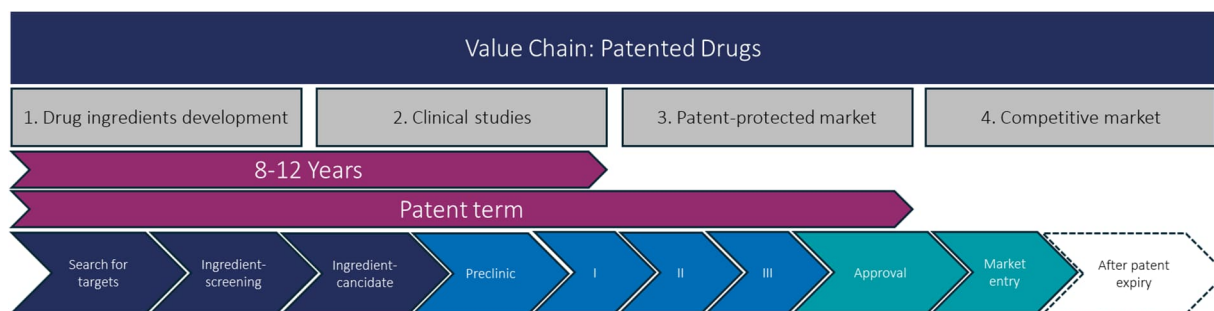 Value Chain: Patented Drugs
1. Drug ingredients development
2. Clinical studies
3. Patent-protected market
4. Competitive market
8-12 Years
Patent term
Search for
targets
Ingredient-
screening
Ingredient-
cancidate
Preclinic
I
II
III
Approval
Market
entry
After patent
expiry